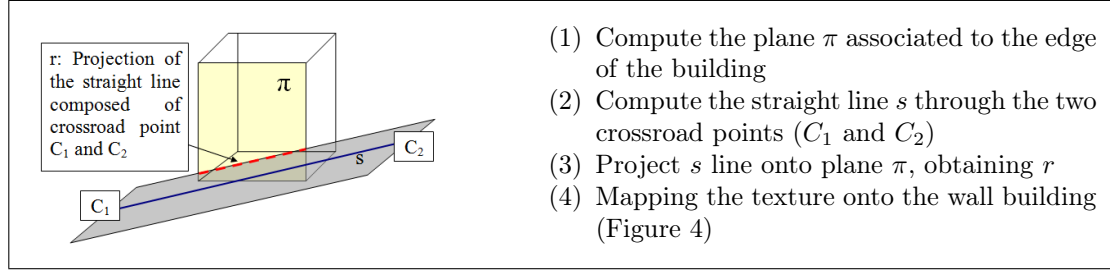 r: Projection of
the straight line
composed of
crossroad point
C₁ and C₂
π
s
C₁
C₂
(1) Compute the plane π associated to the edge
of the building
(2) Compute the straight line s through the two
crossroad points (C₁ and C₂)
(3) Project s line onto plane π, obtaining r
(4) Mapping the texture onto the wall building
(Figure 4)